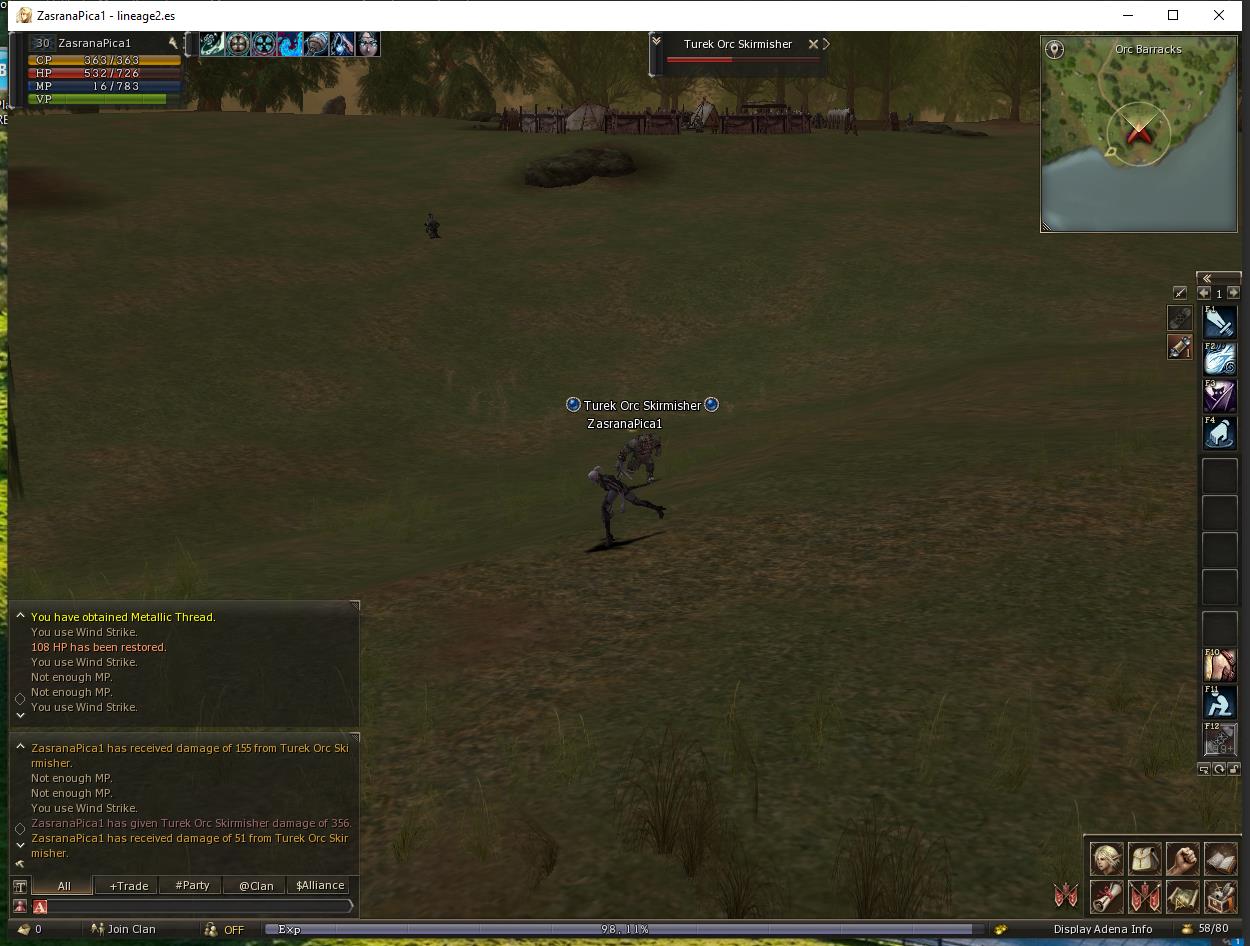 ZasranaPica1 - lineage2.es
30 ZasranaPica1
CP 363/363
HP 532/726
MP 16/783
VP
Turek Orc Skirmisher
Orc Barracks
1
F1
F2
F3
1
F4
Turek Orc Skirmisher
ZasranaPica1
You have obtained Metallic Thread.
You use Wind Strike.
108 HP has been restored.
You use Wind Strike.
Not enough MP.
Not enough MP.
You use Wind Strike.
F10
F11
F12
99+
ZasranaPica1 has received damage of 155 from Turek Orc Ski
rmisher.
Not enough MP.
Not enough MP.
You use Wind Strike.
ZasranaPica1 has given Turek Orc Skirmisher damage of 356.
ZasranaPica1 has received damage of 51 from Turek Orc Skir
misher.
T All +Trade #Party @Clan $Alliance
A
0 Join Clan OFF Exp 98.11% Display Adena Info 58/80